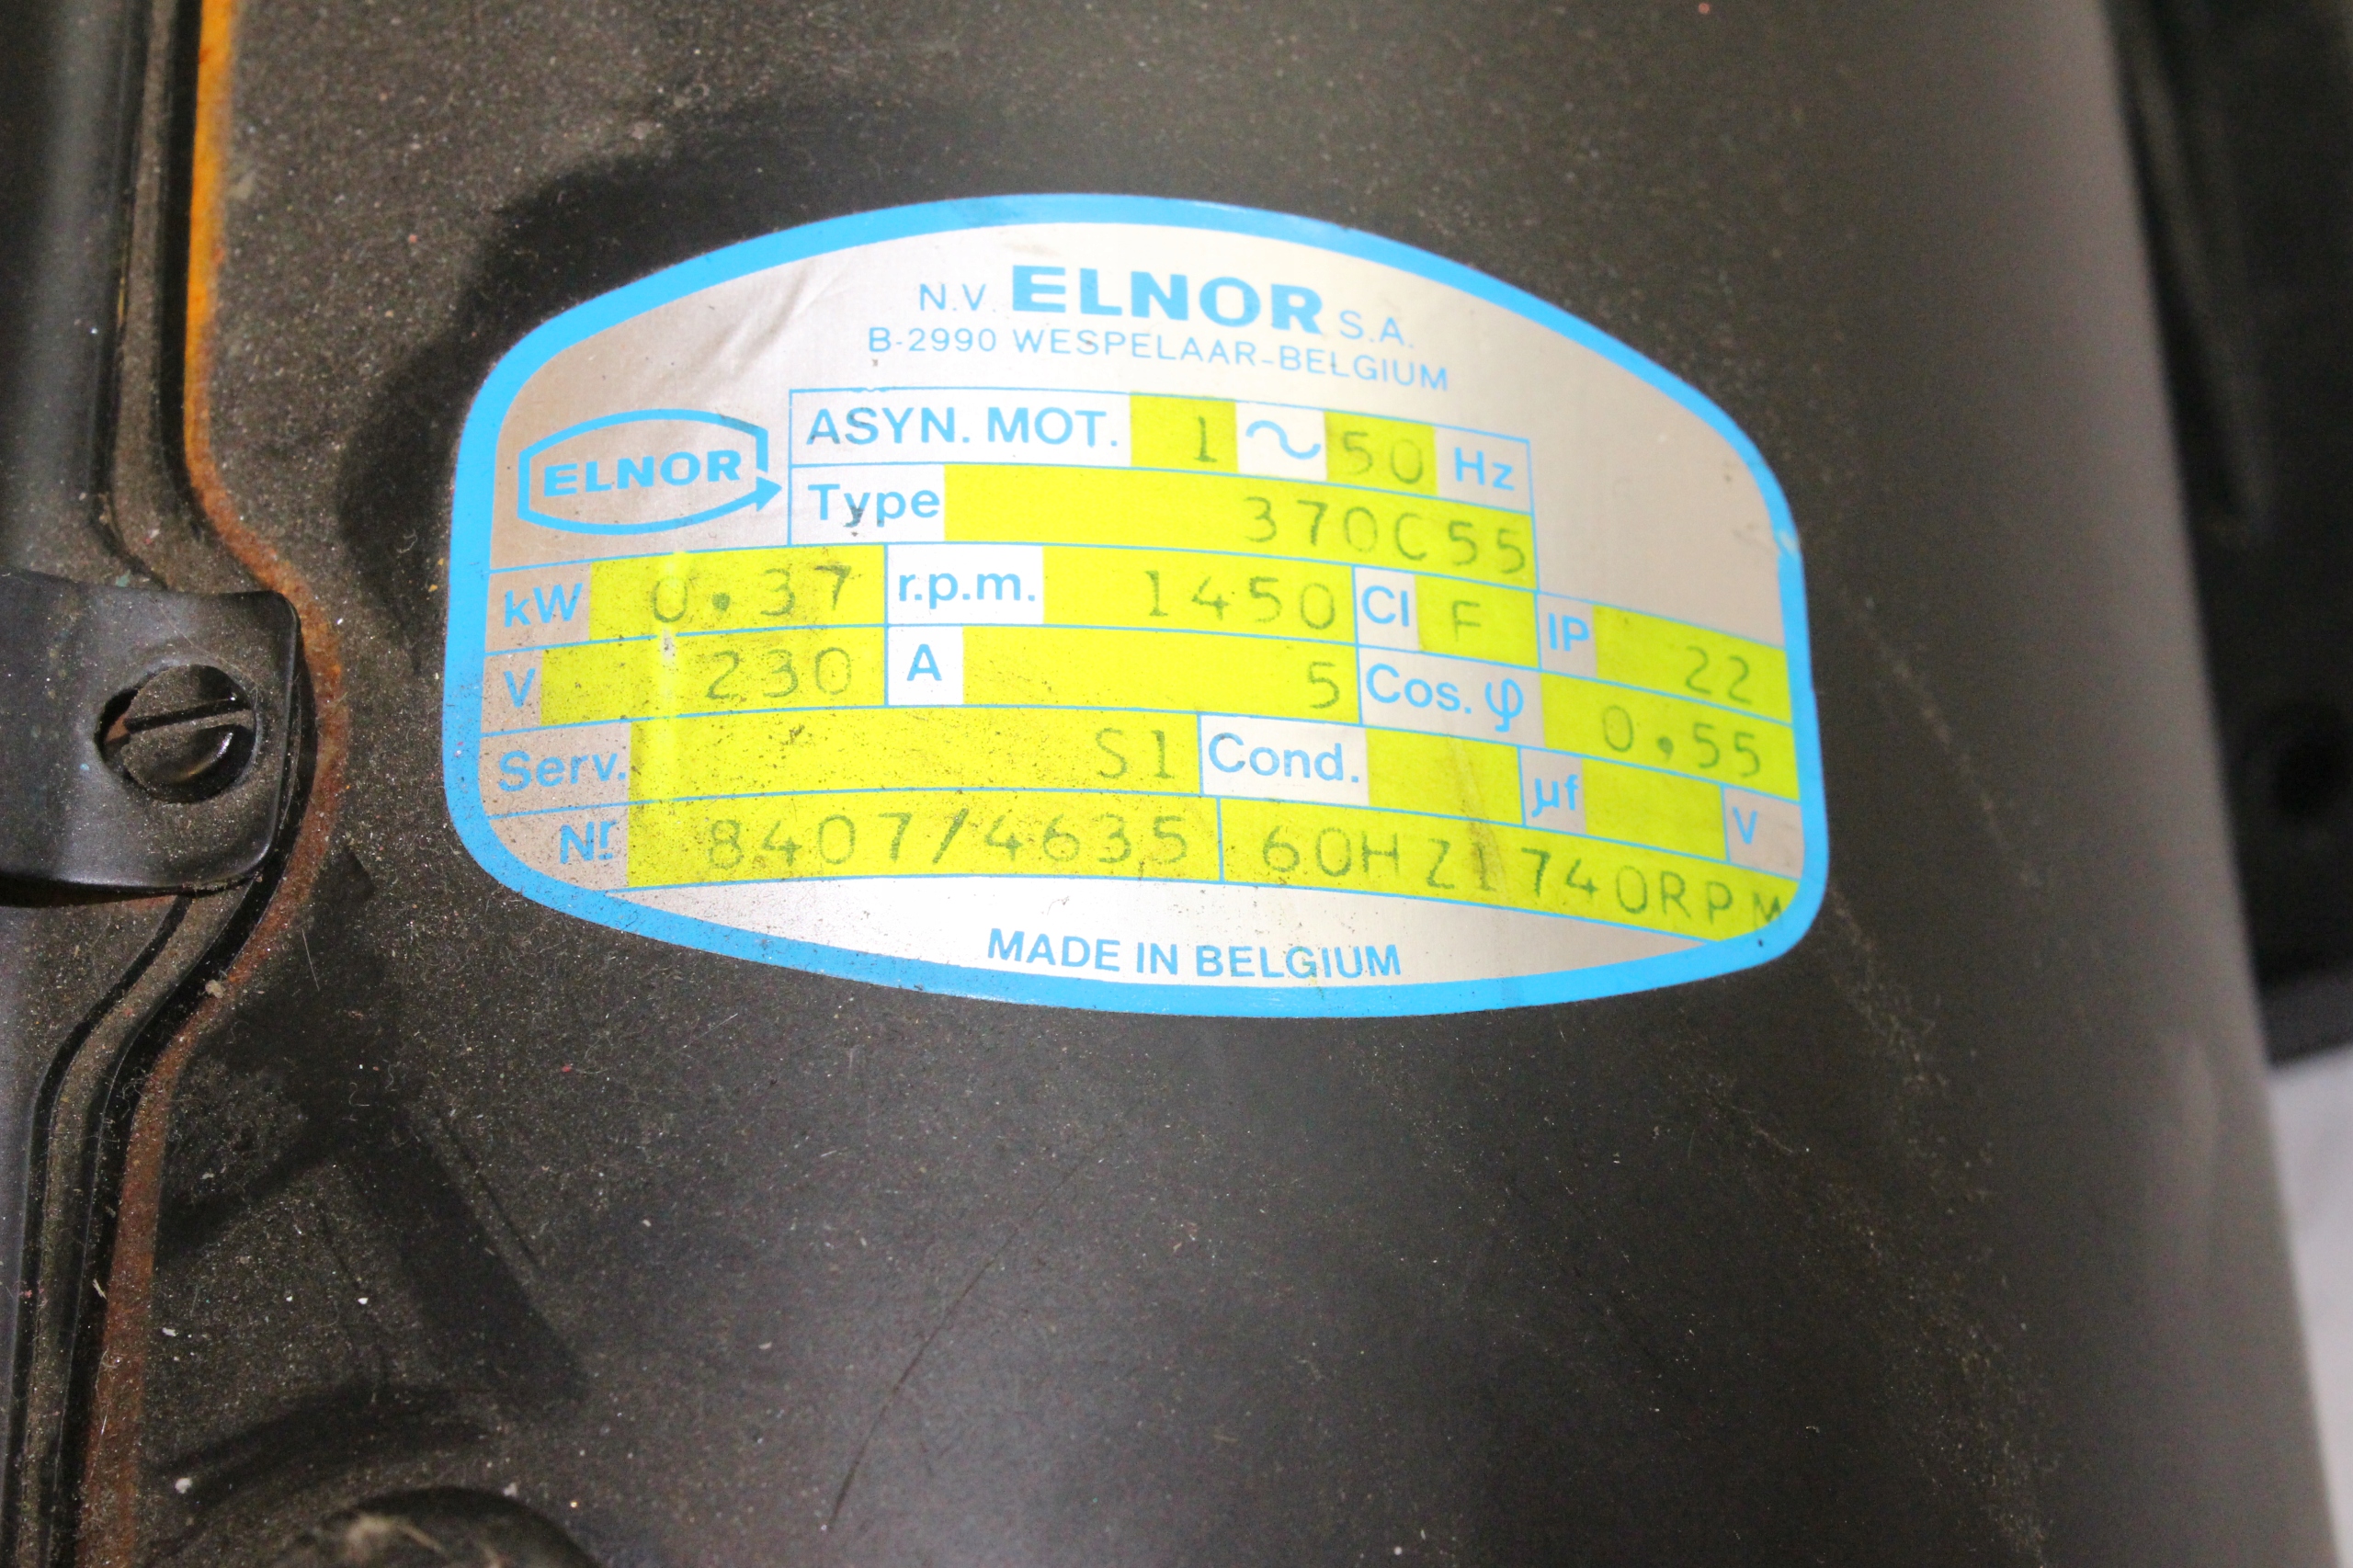 N.V. ELNOR S.A.
B-2990 WESPELAAR-BELGIUM
ELNOR
ASYN. MOT. 1 ~ 50 Hz
Type 370C55
kW 0.37 r.p.m. 1450 Cl F IP 22
V 230 A 5 Cos. φ 0.55
Serv. S1 Cond. µf V
Nr 8407/4635 60HZ1740RPM
MADE IN BELGIUM